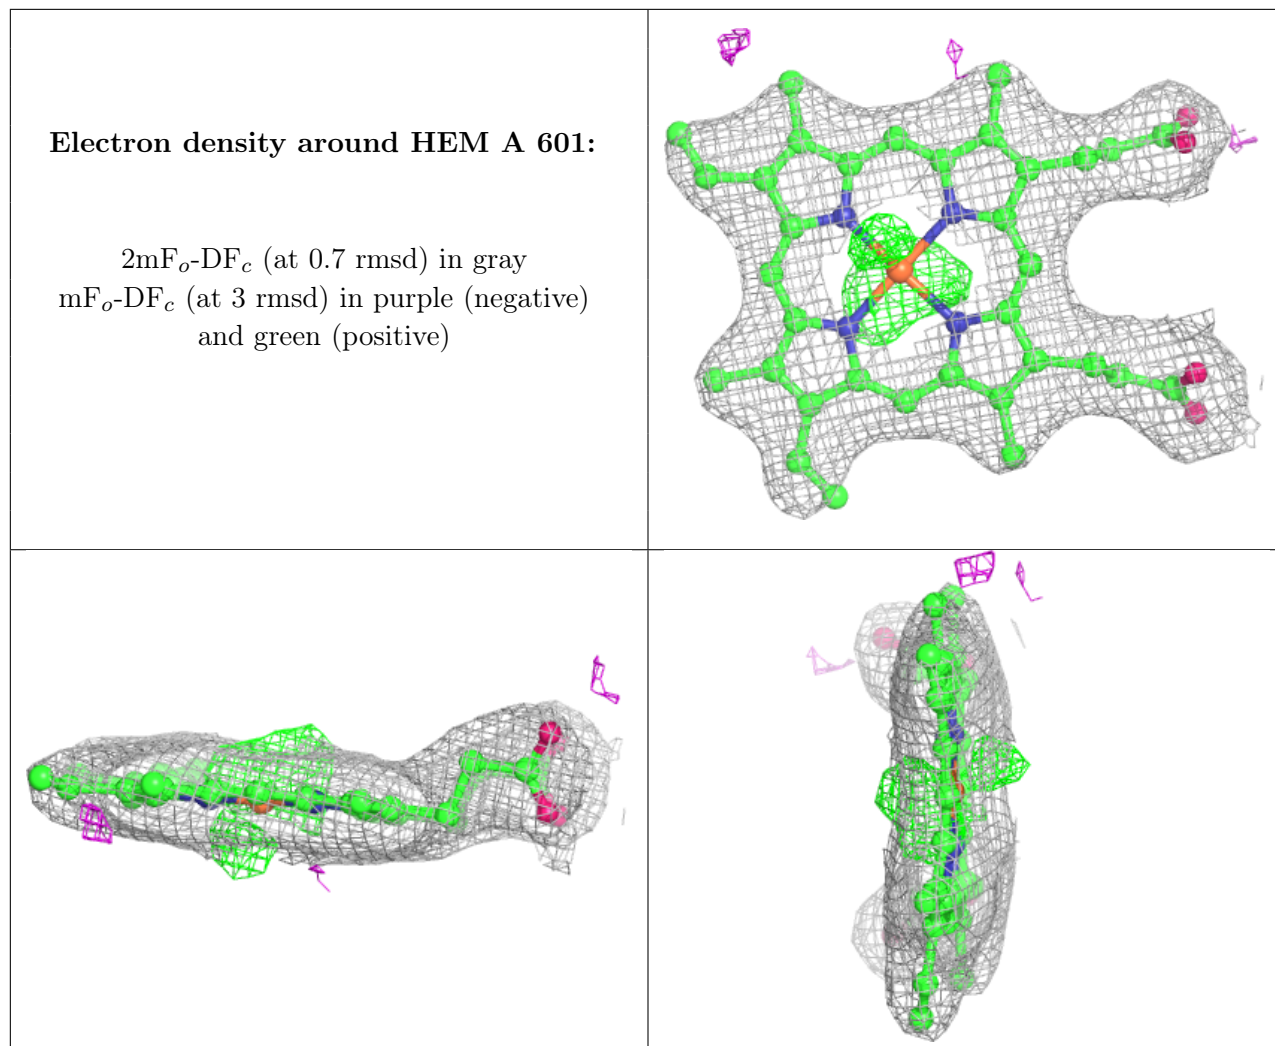 Electron density around HEM A 601:
2mFₒ-DF𝒸 (at 0.7 rmsd) in gray
mFₒ-DF𝒸 (at 3 rmsd) in purple (negative)
and green (positive)